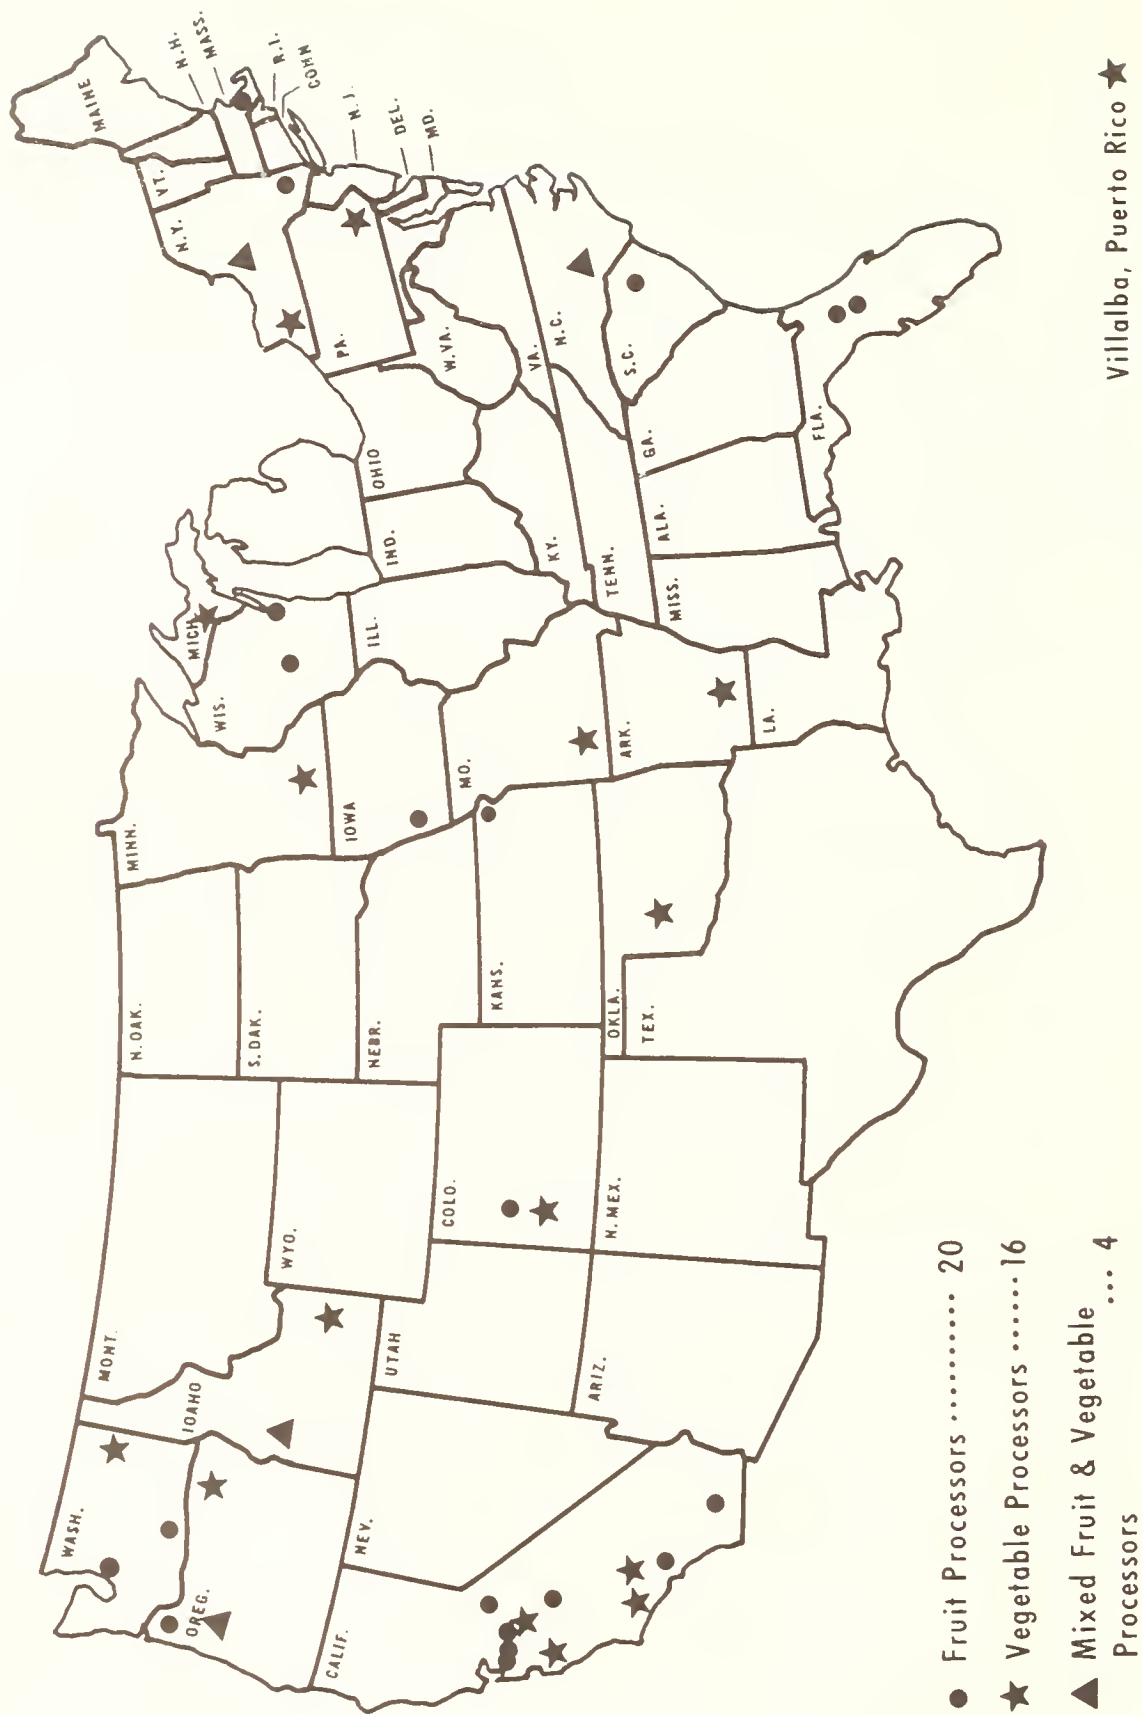 WASH.
OREG.
CALIF.
NEV.
IOAHO
MONT.
WYO.
UTAH
ARIZ.
COLO.
N. MEX.
N. OAK.
S. DAK.
NEBR.
KANS.
OKLA.
TEX.
MINN.
IOWA
MO.
ARK.
LA.
WIS.
MICH
ILL.
IND.
OHIO
KY.
TENN.
MISS.
ALA.
GA.
FLA.
S.C.
N.C.
VA.
W.VA.
PA.
N.Y.
VT.
MAINE
N.H.
MASS.
R.I.
CONN
N.J.
DEL.
MD.
Fruit Processors ........... 20
Vegetable Processors ....... 16
Mixed Fruit & Vegetable
Processors ... 4
Villalba, Puerto Rico